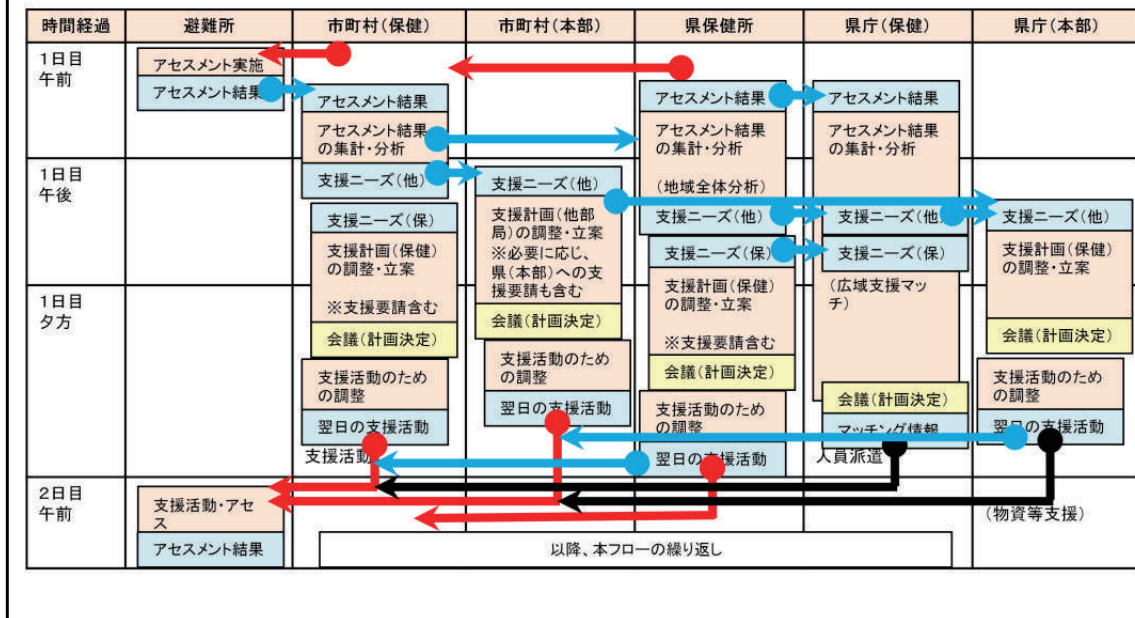 時間経過
避難所
市町村(保健)
市町村(本部)
県保健所
県庁(保健)
県庁(本部)
1日目
午前
アセスメント実施
アセスメント結果
アセスメント結果
アセスメント結果
の集計・分析
支援ニーズ(他)
アセスメント結果
アセスメント結果
の集計・分析
(地域全体分析)
アセスメント結果
アセスメント結果
の集計・分析
1日目
午後
支援ニーズ(保)
支援計画(保健)
の調整・立案
※支援要請含む
会議(計画決定)
支援ニーズ(他)
支援計画(他部
局)の調整・立案
※必要に応じ、
県(本部)への支
援要請も含む
会議(計画決定)
支援ニーズ(他)
支援ニーズ(保)
支援計画(保健)
の調整・立案
※支援要請含む
会議(計画決定)
支援ニーズ(他)
支援ニーズ(保)
(広域支援マッ
チ)
支援ニーズ(他)
支援計画(保健)
の調整・立案
会議(計画決定)
1日目
夕方
支援活動のため
の調整
翌日の支援活動
支援活動
支援活動のため
の調整
翌日の支援活動
支援活動のため
の調整
翌日の支援活動
会議(計画決定)
マッチング情報
人員派遣
支援活動のため
の調整
翌日の支援活動
2日目
午前
支援活動・アセ
ス
アセスメント結果
(物資等支援)
以降、本フローの繰り返し